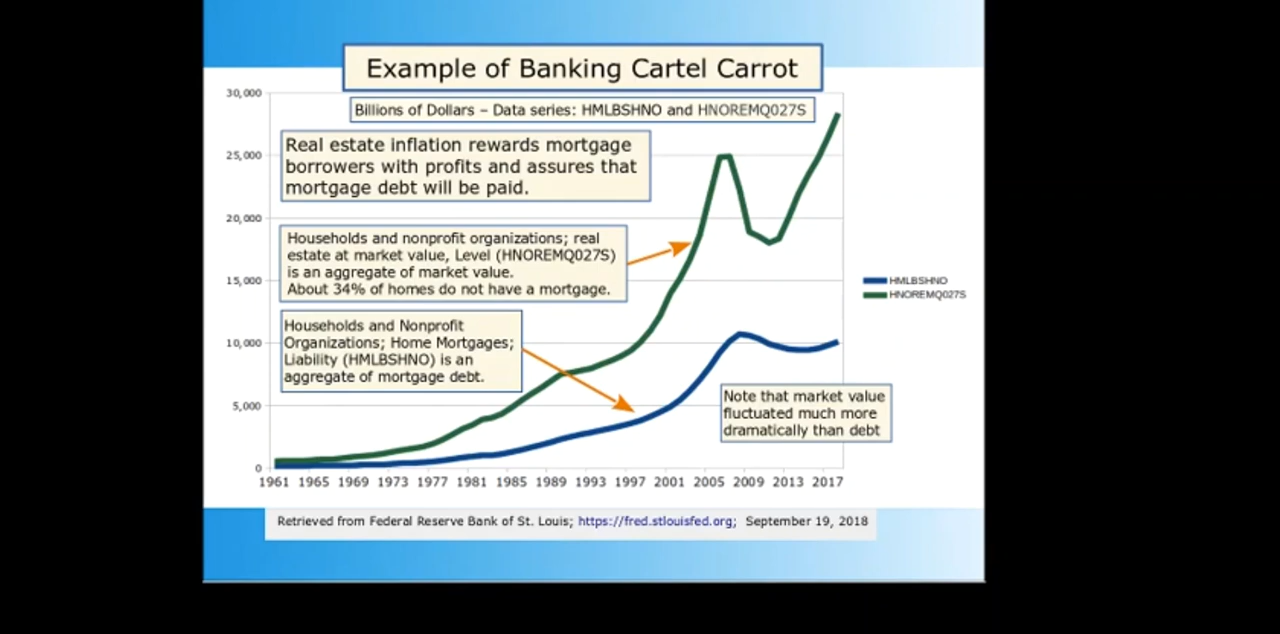 Example of Banking Cartel Carrot
Billions of Dollars – Data series: HMLBSHNO and HNOREMQ027S
Real estate inflation rewards mortgage
borrowers with profits and assures that
mortgage debt will be paid.
Households and nonprofit organizations; real
estate at market value, Level (HNOREMQ027S)
is an aggregate of market value.
About 34% of homes do not have a mortgage.
Households and Nonprofit
Organizations; Home Mortgages;
Liability (HMLBSHNO) is an
aggregate of mortgage debt.
Note that market value
fluctuated much more
dramatically than debt
30,000
25,000
20,000
15,000
10,000
5,000
0
1961 1965 1969 1973 1977 1981 1985 1989 1993 1997 2001 2005 2009 2013 2017
HMLBSHNO
HNOREMQ027S
Retrieved from Federal Reserve Bank of St. Louis; https://fred.stlouisfed.org; September 19, 2018